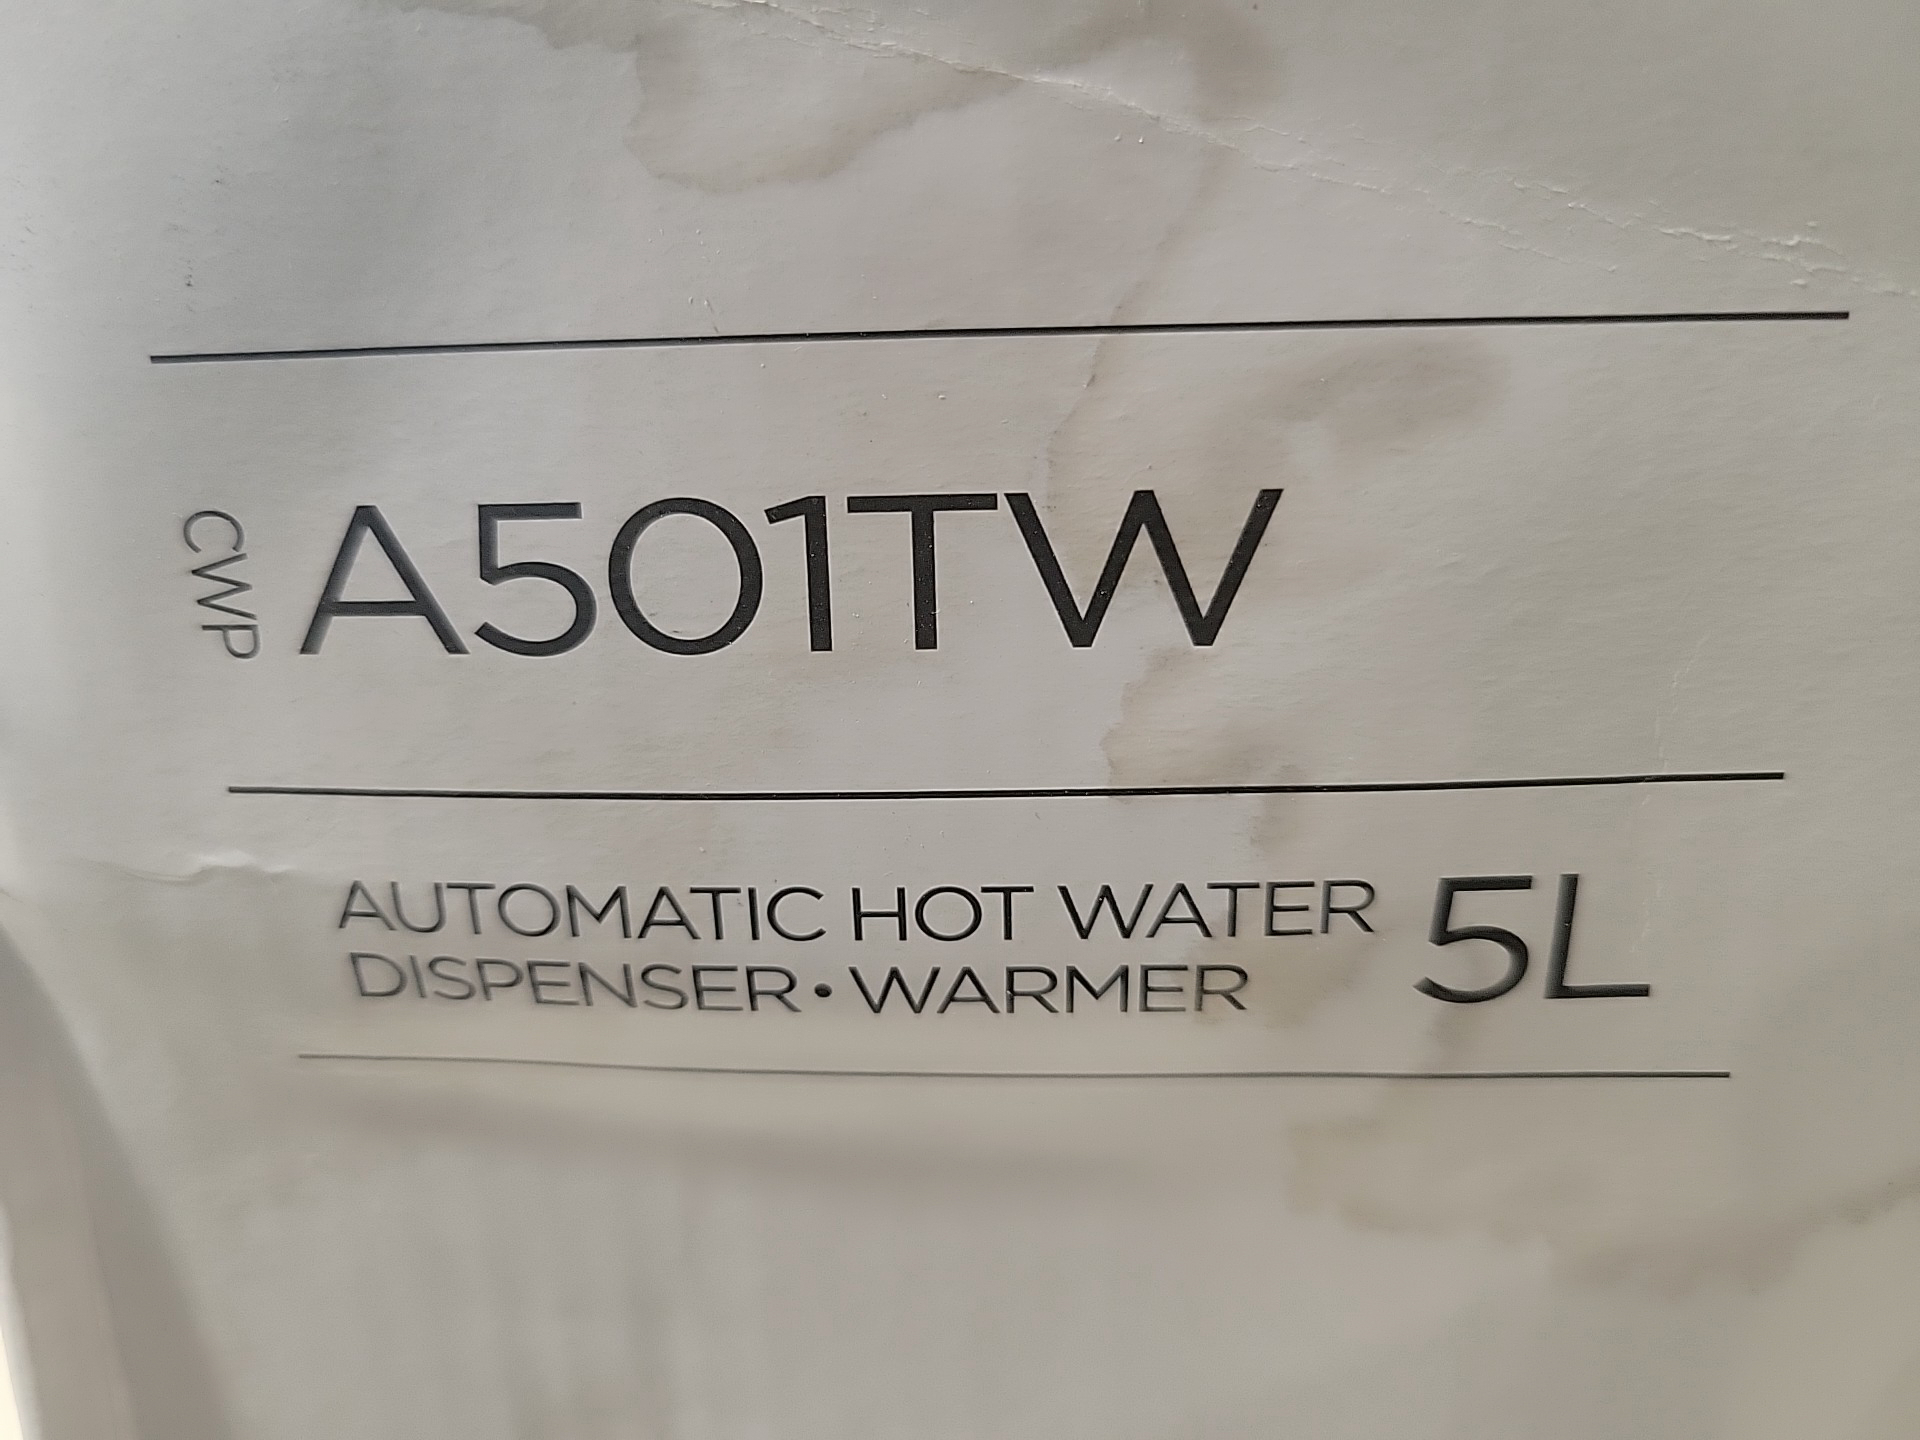 CWP A501TW
AUTOMATIC HOT WATER
DISPENSER • WARMER
5L